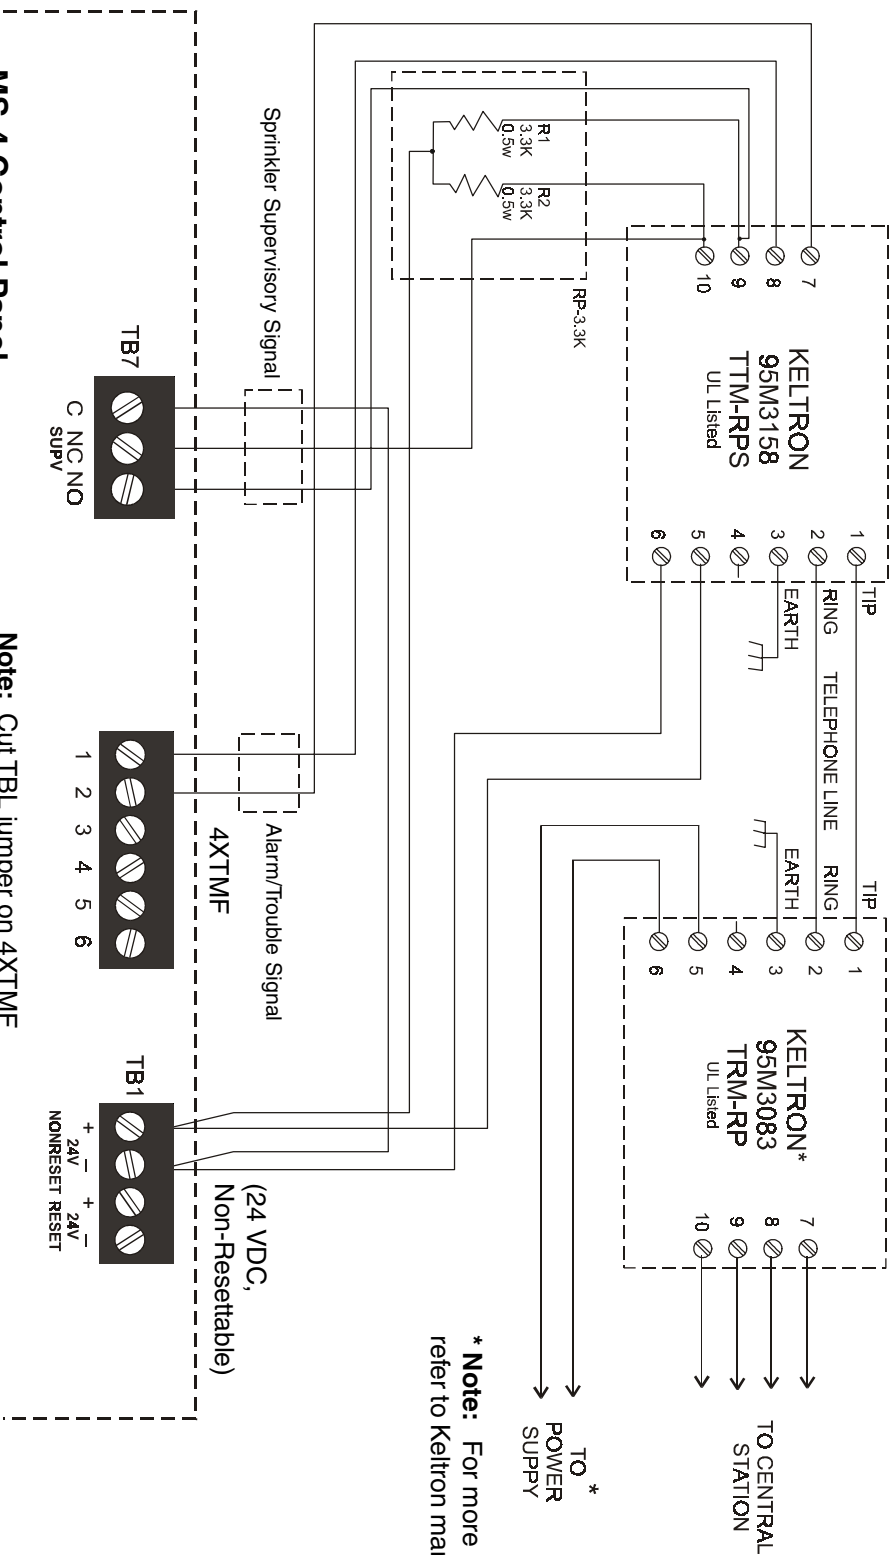 KELTRON
95M3158
TTM-RPS
UL Listed
7
8
9
10
1
2
3
4
5
6
TIP
RING
EARTH
TELEPHONE LINE
TIP
RING
EARTH
KELTRON*
95M3083
TRM-RP
UL Listed
1
2
3
4
5
6
7
8
9
10
TO CENTRAL
STATION
*
TO
POWER
SUPPLY
R1
3.3K
0.5w
R2
3.3K
0.5w
RP-3.3K
* Note: For more
refer to Keltron
Sprinkler Supervisory Signal
Alarm/Trouble Signal
4XTMF
(24 VDC,
Non-Resettable)
TB7
C NC NO
SUPV
1 2 3 4 5 6
TB1
+ – + –
24V 24V
NONRESET RESET
MS-4 Control Panel
Note: Cut TBL jumper on 4XTMF